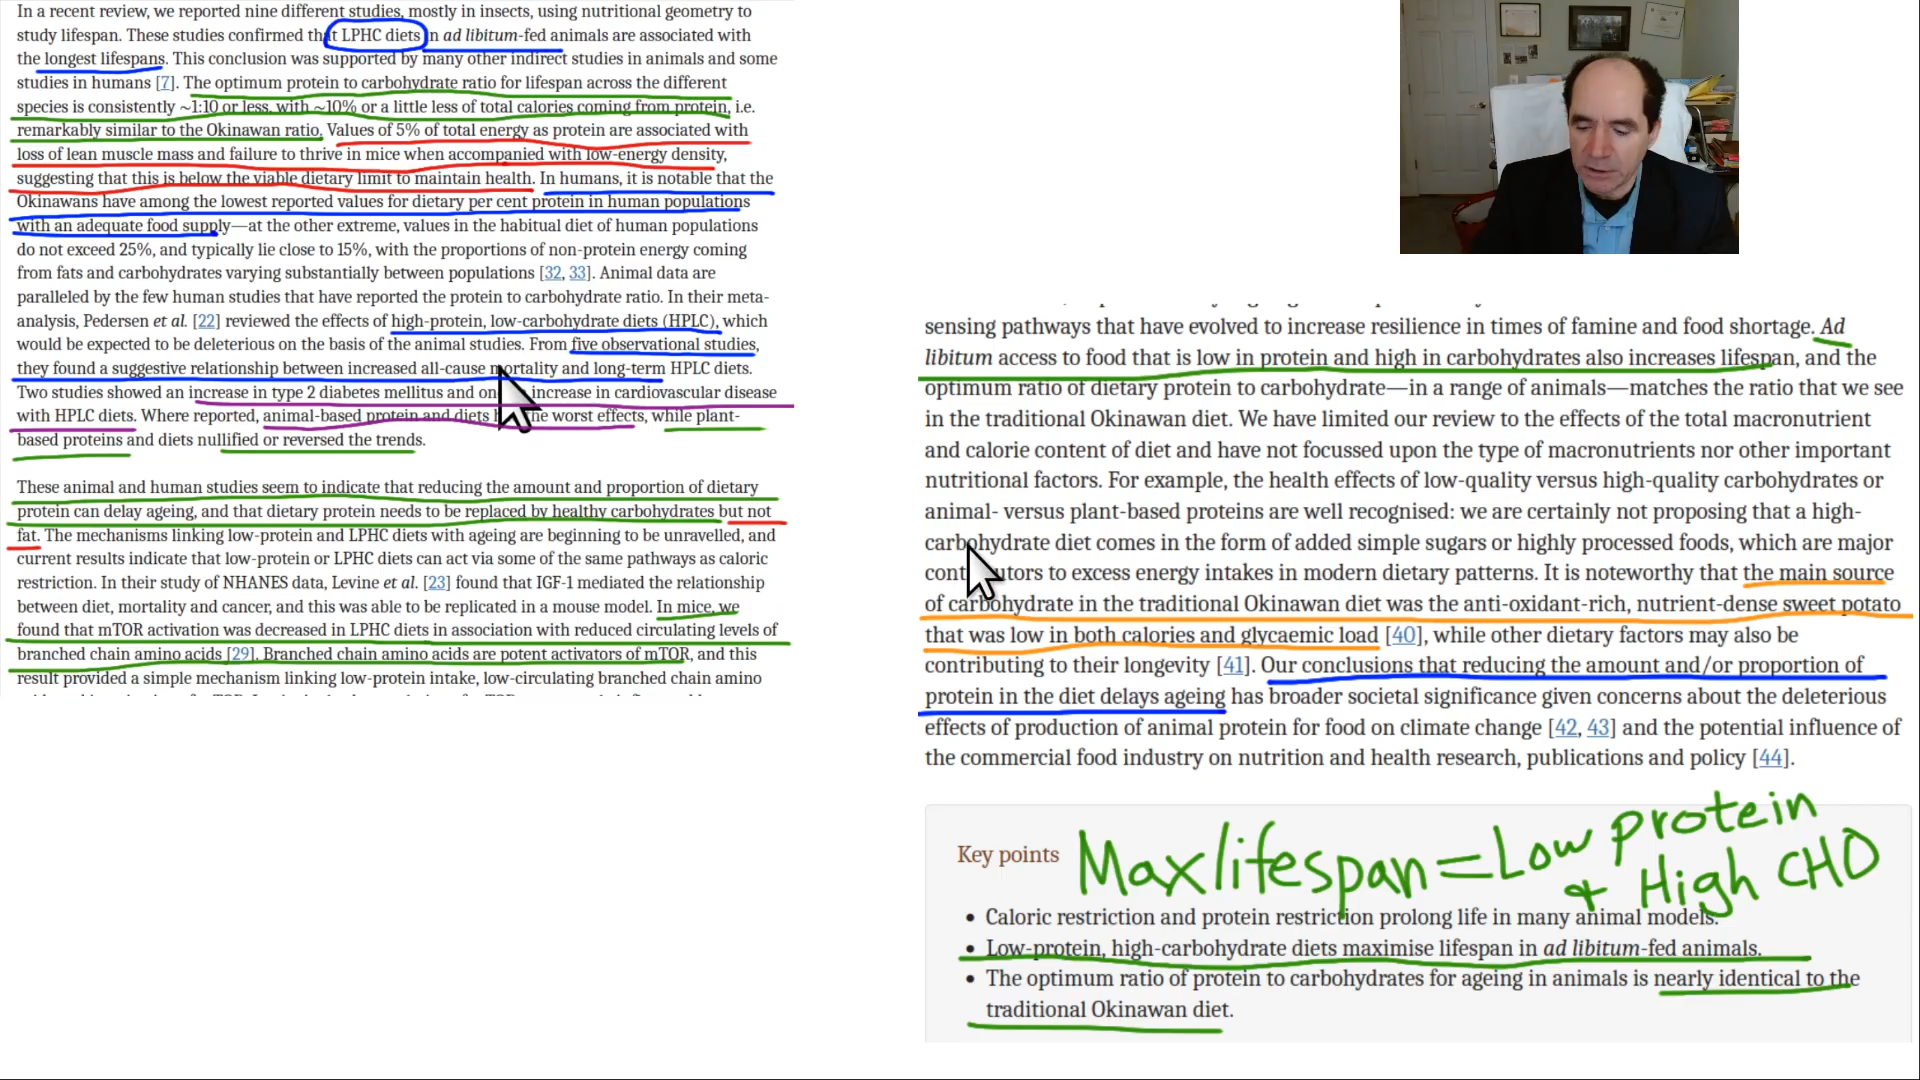 In a recent review, we reported nine different studies, mostly in insects, using nutritional geometry to
study lifespan. These studies confirmed that LPHC diets in ad libitum-fed animals are associated with
the longest lifespans. This conclusion was supported by many other indirect studies in animals and some
studies in humans [7]. The optimum protein to carbohydrate ratio for lifespan across the different
species is consistently ~1:10 or less, with ~10% or a little less of total calories coming from protein, i.e.
remarkably similar to the Okinawan ratio. Values of 5% of total energy as protein are associated with
loss of lean muscle mass and failure to thrive in mice when accompanied with low-energy density,
suggesting that this is below the viable dietary limit to maintain health. In humans, it is notable that the
Okinawans have among the lowest reported values for dietary per cent protein in human populations
with an adequate food supply—at the other extreme, values in the habitual diet of human populations
do not exceed 25%, and typically lie close to 15%, with the proportions of non-protein energy coming
from fats and carbohydrates varying substantially between populations [32, 33]. Animal data are
paralleled by the few human studies that have reported the protein to carbohydrate ratio. In their meta-
analysis, Pedersen et al. [22] reviewed the effects of high-protein, low-carbohydrate diets (HPLC), which
would be expected to be deleterious on the basis of the animal studies. From five observational studies,
they found a suggestive relationship between increased all-cause mortality and long-term HPLC diets.
Two studies showed an increase in type 2 diabetes mellitus and on increase in cardiovascular disease
with HPLC diets. Where reported, animal-based protein and diets the worst effects, while plant-
based proteins and diets nullified or reversed the trends.
These animal and human studies seem to indicate that reducing the amount and proportion of dietary
protein can delay ageing, and that dietary protein needs to be replaced by healthy carbohydrates but not
fat. The mechanisms linking low-protein and LPHC diets with ageing are beginning to be unravelled, and
current results indicate that low-protein or LPHC diets can act via some of the same pathways as caloric
restriction. In their study of NHANES data, Levine et al. [23] found that IGF-1 mediated the relationship
between diet, mortality and cancer, and this was able to be replicated in a mouse model. In mice, we
found that mTOR activation was decreased in LPHC diets in association with reduced circulating levels of
branched chain amino acids [29]. Branched chain amino acids are potent activators of mTOR, and this
result provided a simple mechanism linking low-protein intake, low-circulating branched chain amino
sensing pathways that have evolved to increase resilience in times of famine and food shortage. Ad
libitum access to food that is low in protein and high in carbohydrates also increases lifespan, and the
optimum ratio of dietary protein to carbohydrate—in a range of animals—matches the ratio that we see
in the traditional Okinawan diet. We have limited our review to the effects of the total macronutrient
and calorie content of diet and have not focussed upon the type of macronutrients nor other important
nutritional factors. For example, the health effects of low-quality versus high-quality carbohydrates or
animal- versus plant-based proteins are well recognised: we are certainly not proposing that a high-
carbohydrate diet comes in the form of added simple sugars or highly processed foods, which are major
contributors to excess energy intakes in modern dietary patterns. It is noteworthy that the main source
of carbohydrate in the traditional Okinawan diet was the anti-oxidant-rich, nutrient-dense sweet potato
that was low in both calories and glycaemic load [40], while other dietary factors may also be
contributing to their longevity [41]. Our conclusions that reducing the amount and/or proportion of
protein in the diet delays ageing has broader societal significance given concerns about the deleterious
effects of production of animal protein for food on climate change [42, 43] and the potential influence of
the commercial food industry on nutrition and health research, publications and policy [44].
Key points
Max lifespan = Low protein
+ High CHO
• Caloric restriction and protein restriction prolong life in many animal models.
• Low-protein, high-carbohydrate diets maximise lifespan in ad libitum-fed animals.
• The optimum ratio of protein to carbohydrates for ageing in animals is nearly identical to the
traditional Okinawan diet.